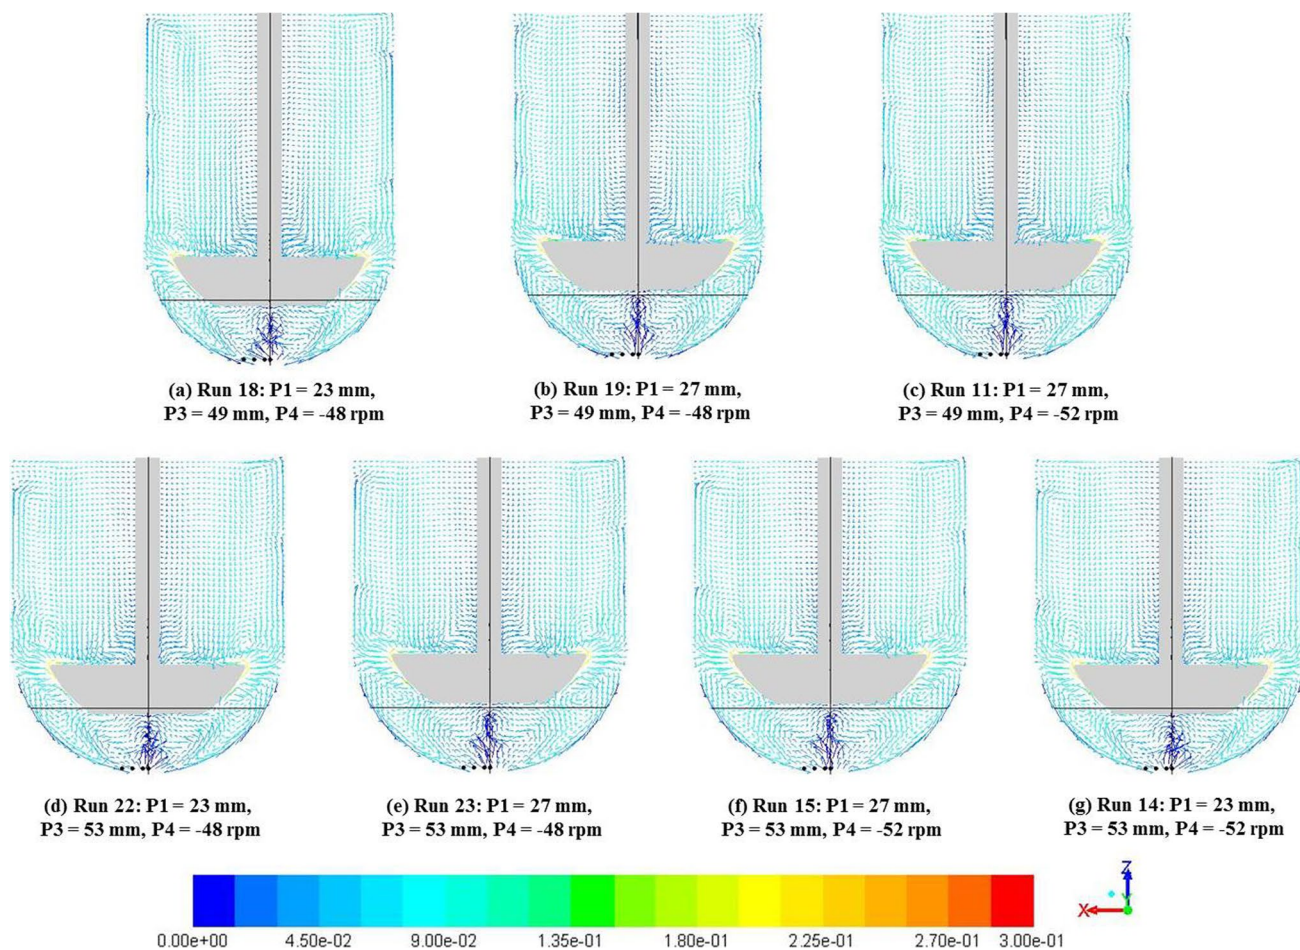 (a) Run 18: P1 = 23 mm,
P3 = 49 mm, P4 = -48 rpm
(b) Run 19: P1 = 27 mm,
P3 = 49 mm, P4 = -48 rpm
(c) Run 11: P1 = 27 mm,
P3 = 49 mm, P4 = -52 rpm
(d) Run 22: P1 = 23 mm,
P3 = 53 mm, P4 = -48 rpm
(e) Run 23: P1 = 27 mm,
P3 = 53 mm, P4 = -48 rpm
(f) Run 15: P1 = 27 mm,
P3 = 53 mm, P4 = -52 rpm
(g) Run 14: P1 = 23 mm,
P3 = 53 mm, P4 = -52 rpm
Z
X Y
0.00e+00 4.50e-02 9.00e-02 1.35e-01 1.80e-01 2.25e-01 2.70e-01 3.00e-01